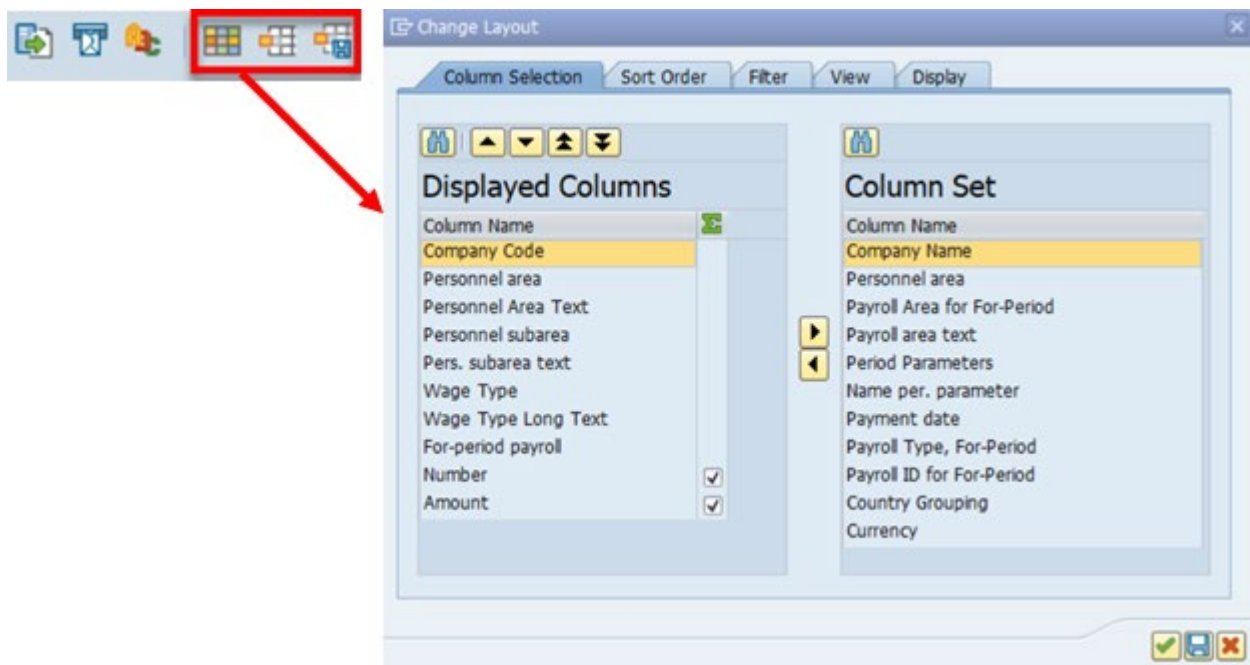 Change Layout
Column Selection Sort Order Filter View Display
Displayed Columns
Column Name
Company Code
Personnel area
Personnel Area Text
Personnel subarea
Pers. subarea text
Wage Type
Wage Type Long Text
For-period payroll
Number
Amount
Column Set
Column Name
Company Name
Personnel area
Payroll Area for For-Period
Payroll area text
Period Parameters
Name per. parameter
Payment date
Payroll Type, For-Period
Payroll ID for For-Period
Country Grouping
Currency